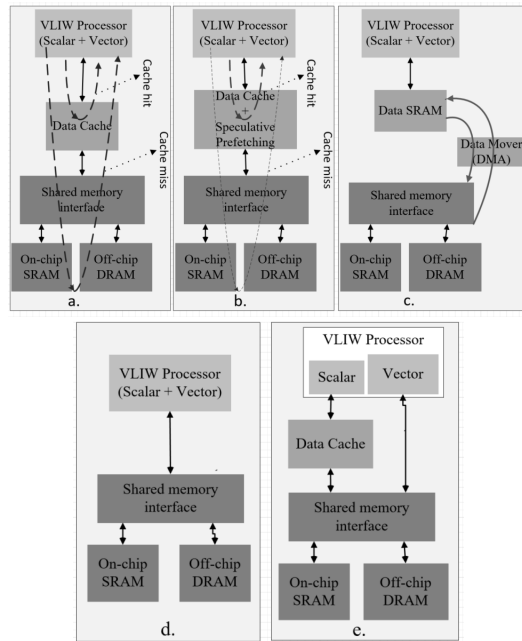 VLIW Processor
(Scalar + Vector)
Cache hit
Data Cache
Cache miss
Shared memory
interface
On-chip
SRAM
Off-chip
DRAM
a.
VLIW Processor
(Scalar + Vector)
Cache hit
Data Cache
+
Speculative
Prefetching
Cache miss
Shared memory
interface
On-chip
SRAM
Off-chip
DRAM
b.
VLIW Processor
(Scalar + Vector)
Data SRAM
Data Mover
(DMA)
Shared memory
interface
On-chip
SRAM
Off-chip
DRAM
c.
VLIW Processor
(Scalar + Vector)
Shared memory
interface
On-chip
SRAM
Off-chip
DRAM
d.
VLIW Processor
Scalar
Vector
Data Cache
Shared memory
interface
On-chip
SRAM
Off-chip
DRAM
e.